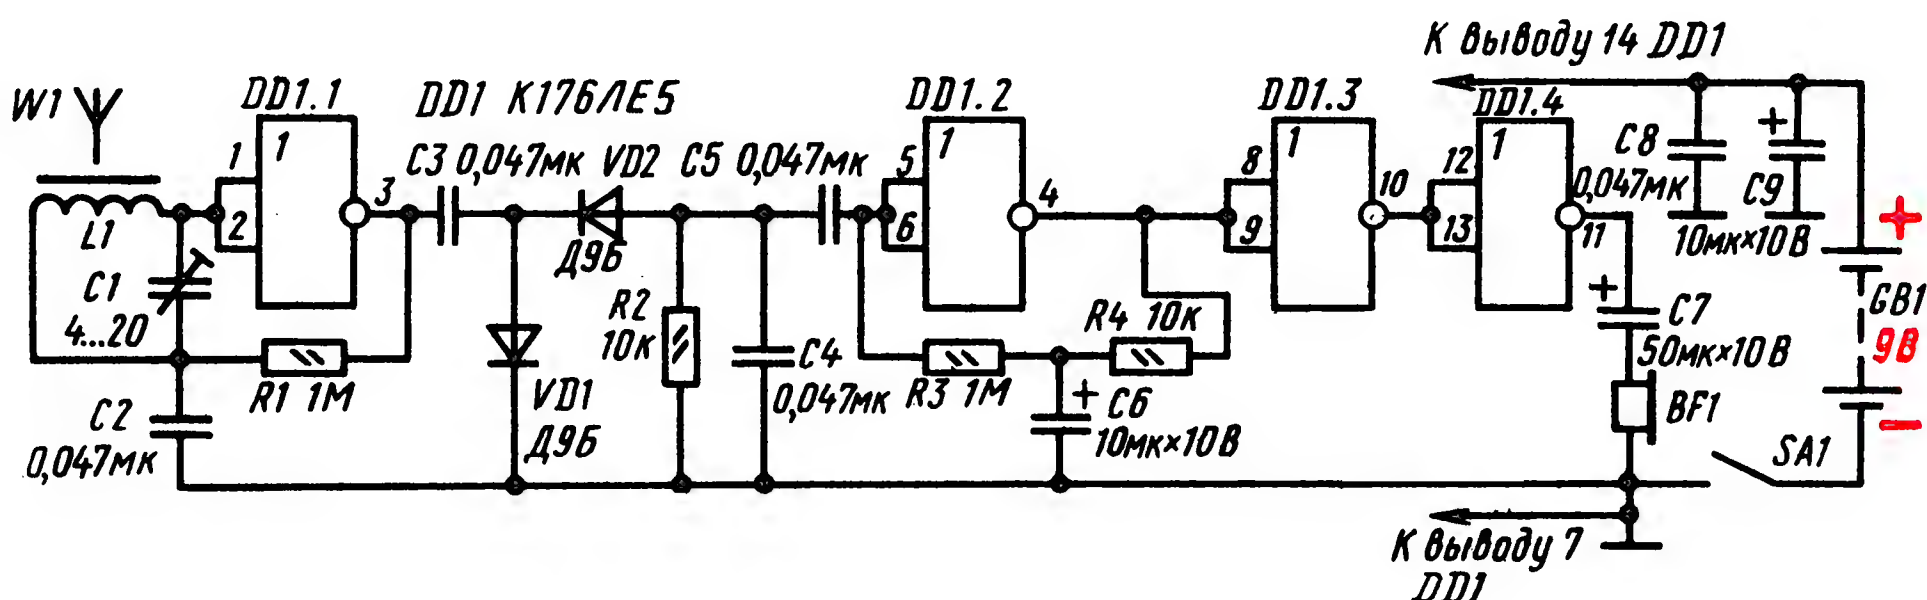 К выводу 14 DD1
W1
DD1.1
DD1 К176ЛЕ5
DD1.2
DD1.3
DD1.4
1
1
2
3
L1
C1
4...20
C2
0,047мк
R1 1М
C3 0,047мк
VD2
Д9Б
VD1
Д9Б
R2
10к
C5 0,047мк
C4
0,047мк
5
6
1
4
R3 1М
R4 10к
+
C6
10мк×10В
8
9
1
10
12
13
1
11
C8
0,047мк
+
C9
10мк×10В
+
C7
50мк×10В
BF1
+
GB1
9В
−
SA1
К выводу 7
DD1